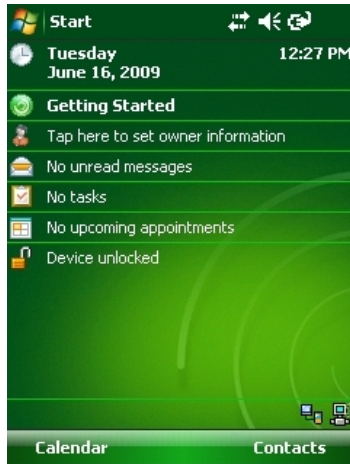 Start
Tuesday 12:27 PM
June 16, 2009
Getting Started
Tap here to set owner information
No unread messages
No tasks
No upcoming appointments
Device unlocked
Calendar Contacts